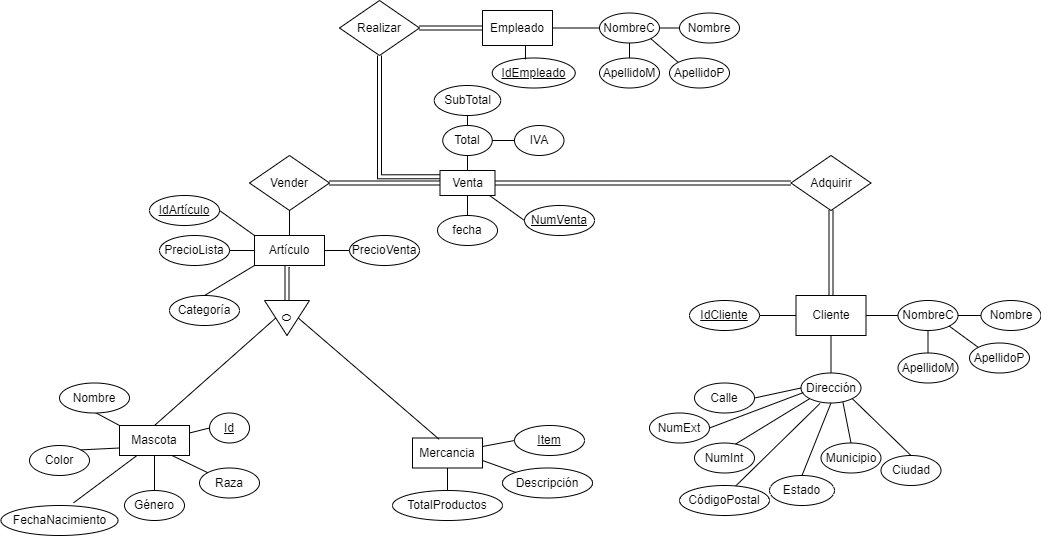 Realizar
Empleado
NombreC
Nombre
IdEmpleado
ApellidoM
ApellidoP
SubTotal
Total
IVA
Vender
Venta
Adquirir
IdArtículo
fecha
NumVenta
PrecioLista
Artículo
PrecioVenta
Categoría
O
IdCliente
Cliente
NombreC
Nombre
ApellidoM
ApellidoP
Dirección
Calle
NumExt
NumInt
CódigoPostal
Estado
Municipio
Ciudad
Nombre
Id
Mascota
Color
Raza
Género
FechaNacimiento
Mercancia
Item
Descripción
TotalProductos